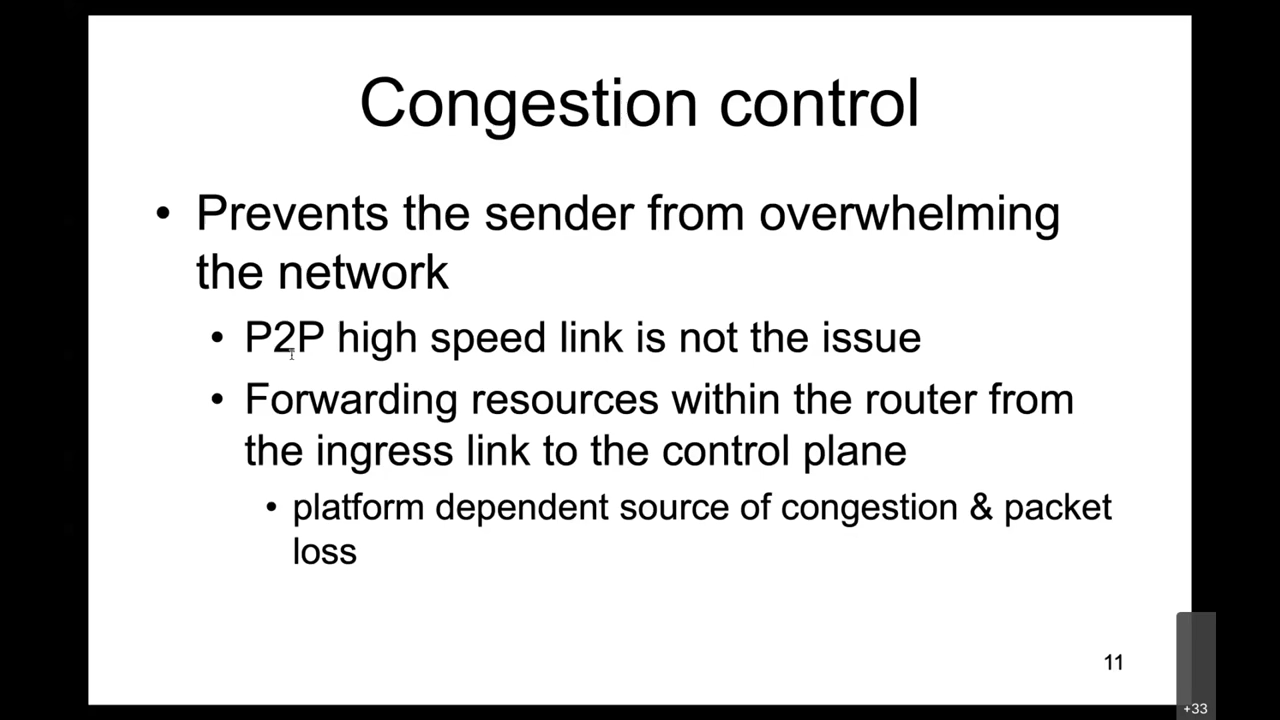 Congestion control
• Prevents the sender from overwhelming
the network
• P2P high speed link is not the issue
• Forwarding resources within the router from
the ingress link to the control plane
• platform dependent source of congestion & packet
loss
11
+33